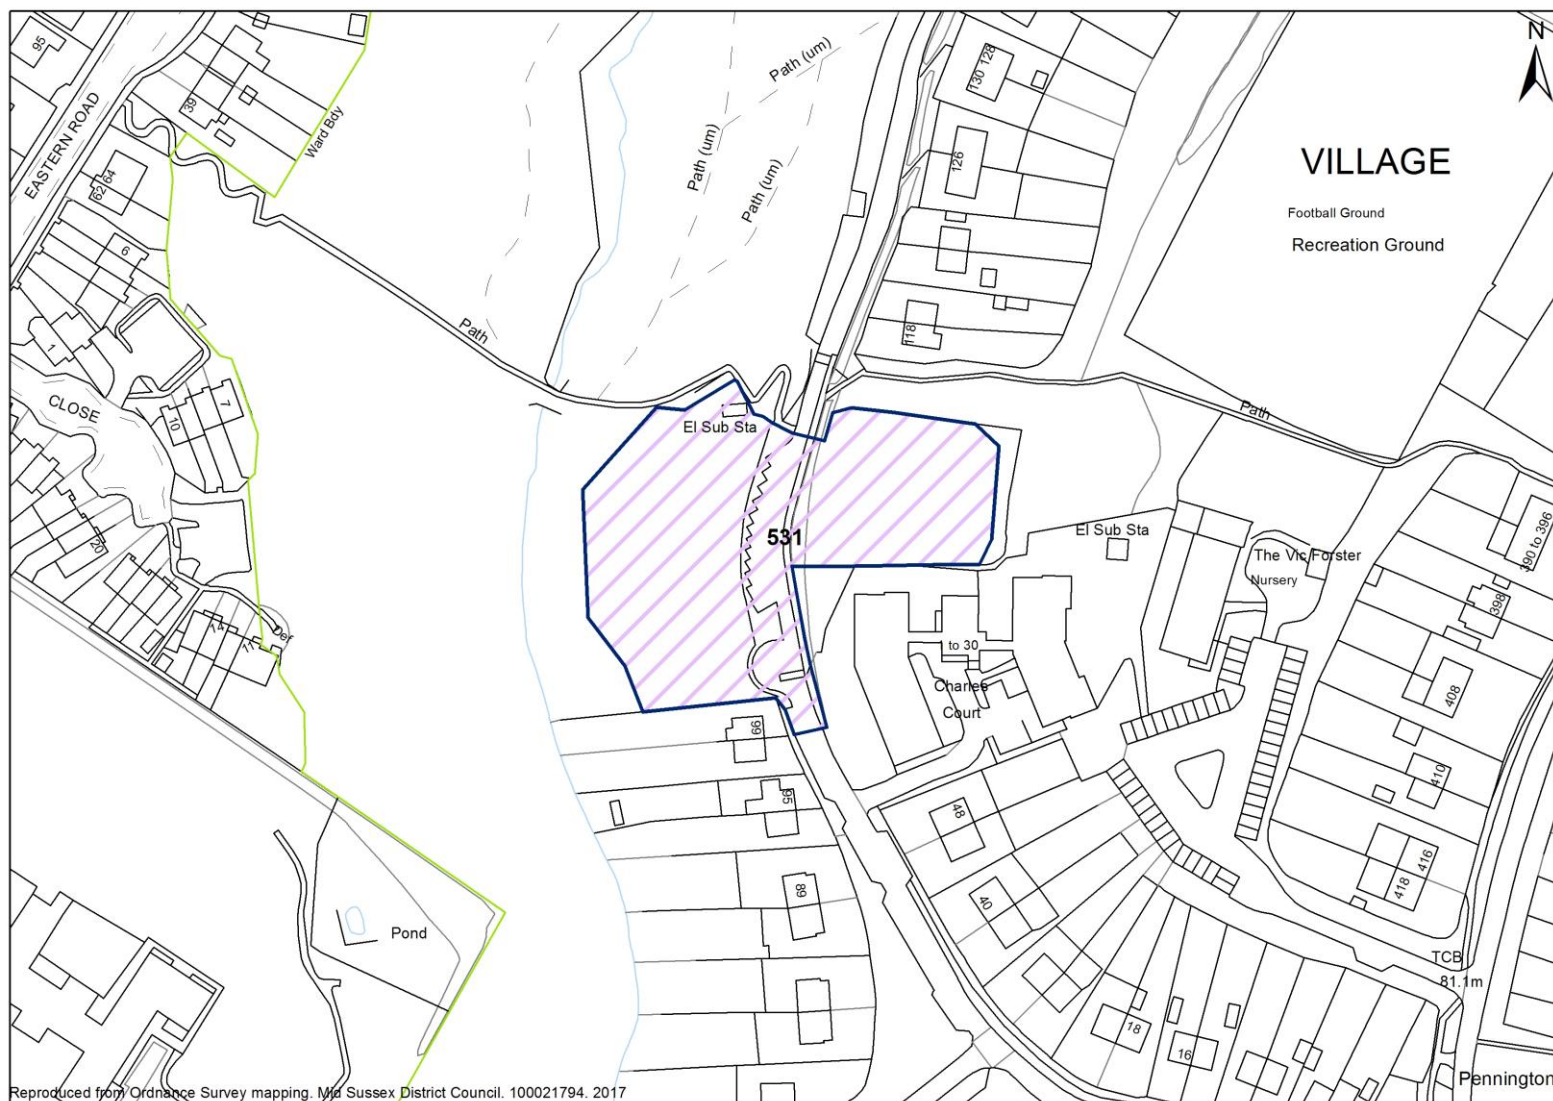 N
95
39
EASTERN ROAD
Ward Bdy
62 64
6
1
Path (um)
Path (um)
Path (um)
130 128
126
118
VILLAGE
Football Ground
Recreation Ground
Path
CLOSE
10
7
El Sub Sta
Path
531
El Sub Sta
The Vic Forster
Nursery
390 to 396
398
20
14
11
Def
1 to 30
Charles
Court
408
99
95
48
410
89
40
416
418
Pond
TCB
81.1m
18
16
Pennington
Reproduced from Ordnance Survey mapping. Mid Sussex District Council. 100021794. 2017